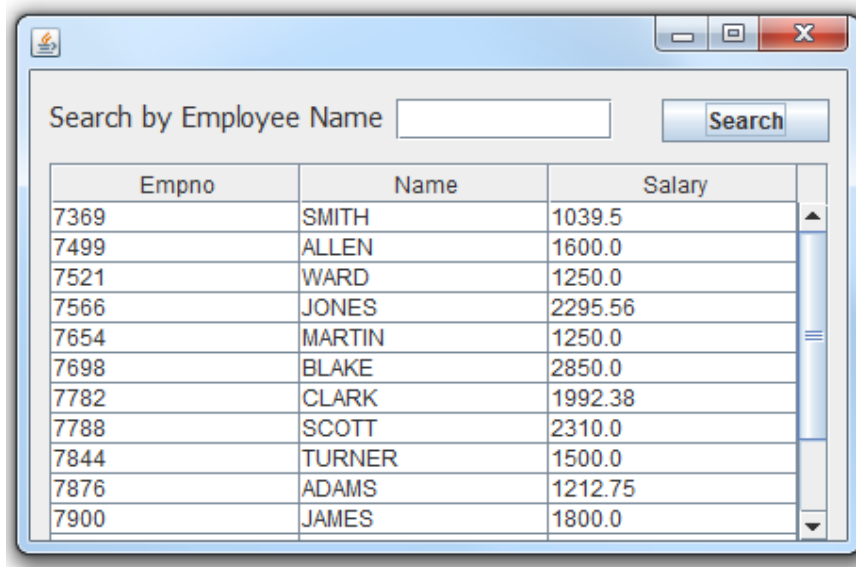 Search by Employee Name Search
Empno Name Salary
7369 SMITH 1039.5
7499 ALLEN 1600.0
7521 WARD 1250.0
7566 JONES 2295.56
7654 MARTIN 1250.0
7698 BLAKE 2850.0
7782 CLARK 1992.38
7788 SCOTT 2310.0
7844 TURNER 1500.0
7876 ADAMS 1212.75
7900 JAMES 1800.0